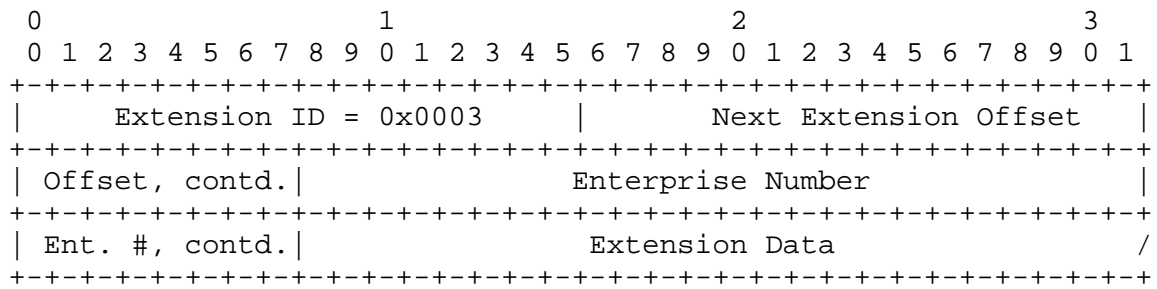 0                   1                   2                   3
 0 1 2 3 4 5 6 7 8 9 0 1 2 3 4 5 6 7 8 9 0 1 2 3 4 5 6 7 8 9 0 1
+-+-+-+-+-+-+-+-+-+-+-+-+-+-+-+-+-+-+-+-+-+-+-+-+-+-+-+-+-+-+-+-+
|     Extension ID = 0x0003     |       Next Extension Offset   |
+-+-+-+-+-+-+-+-+-+-+-+-+-+-+-+-+-+-+-+-+-+-+-+-+-+-+-+-+-+-+-+-+
| Offset, contd.|               Enterprise Number               |
+-+-+-+-+-+-+-+-+-+-+-+-+-+-+-+-+-+-+-+-+-+-+-+-+-+-+-+-+-+-+-+-+
| Ent. #, contd.|                Extension Data                 /
+-+-+-+-+-+-+-+-+-+-+-+-+-+-+-+-+-+-+-+-+-+-+-+-+-+-+-+-+-+-+-+-+